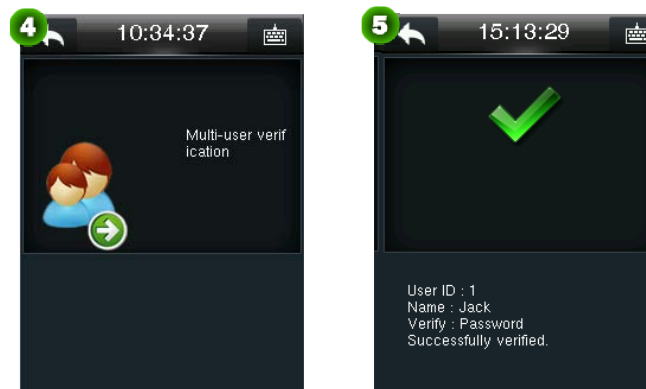 4
10:34:37
Multi-user verif
ication
5
15:13:29
User ID : 1
Name : Jack
Verify : Password
Successfully verified.